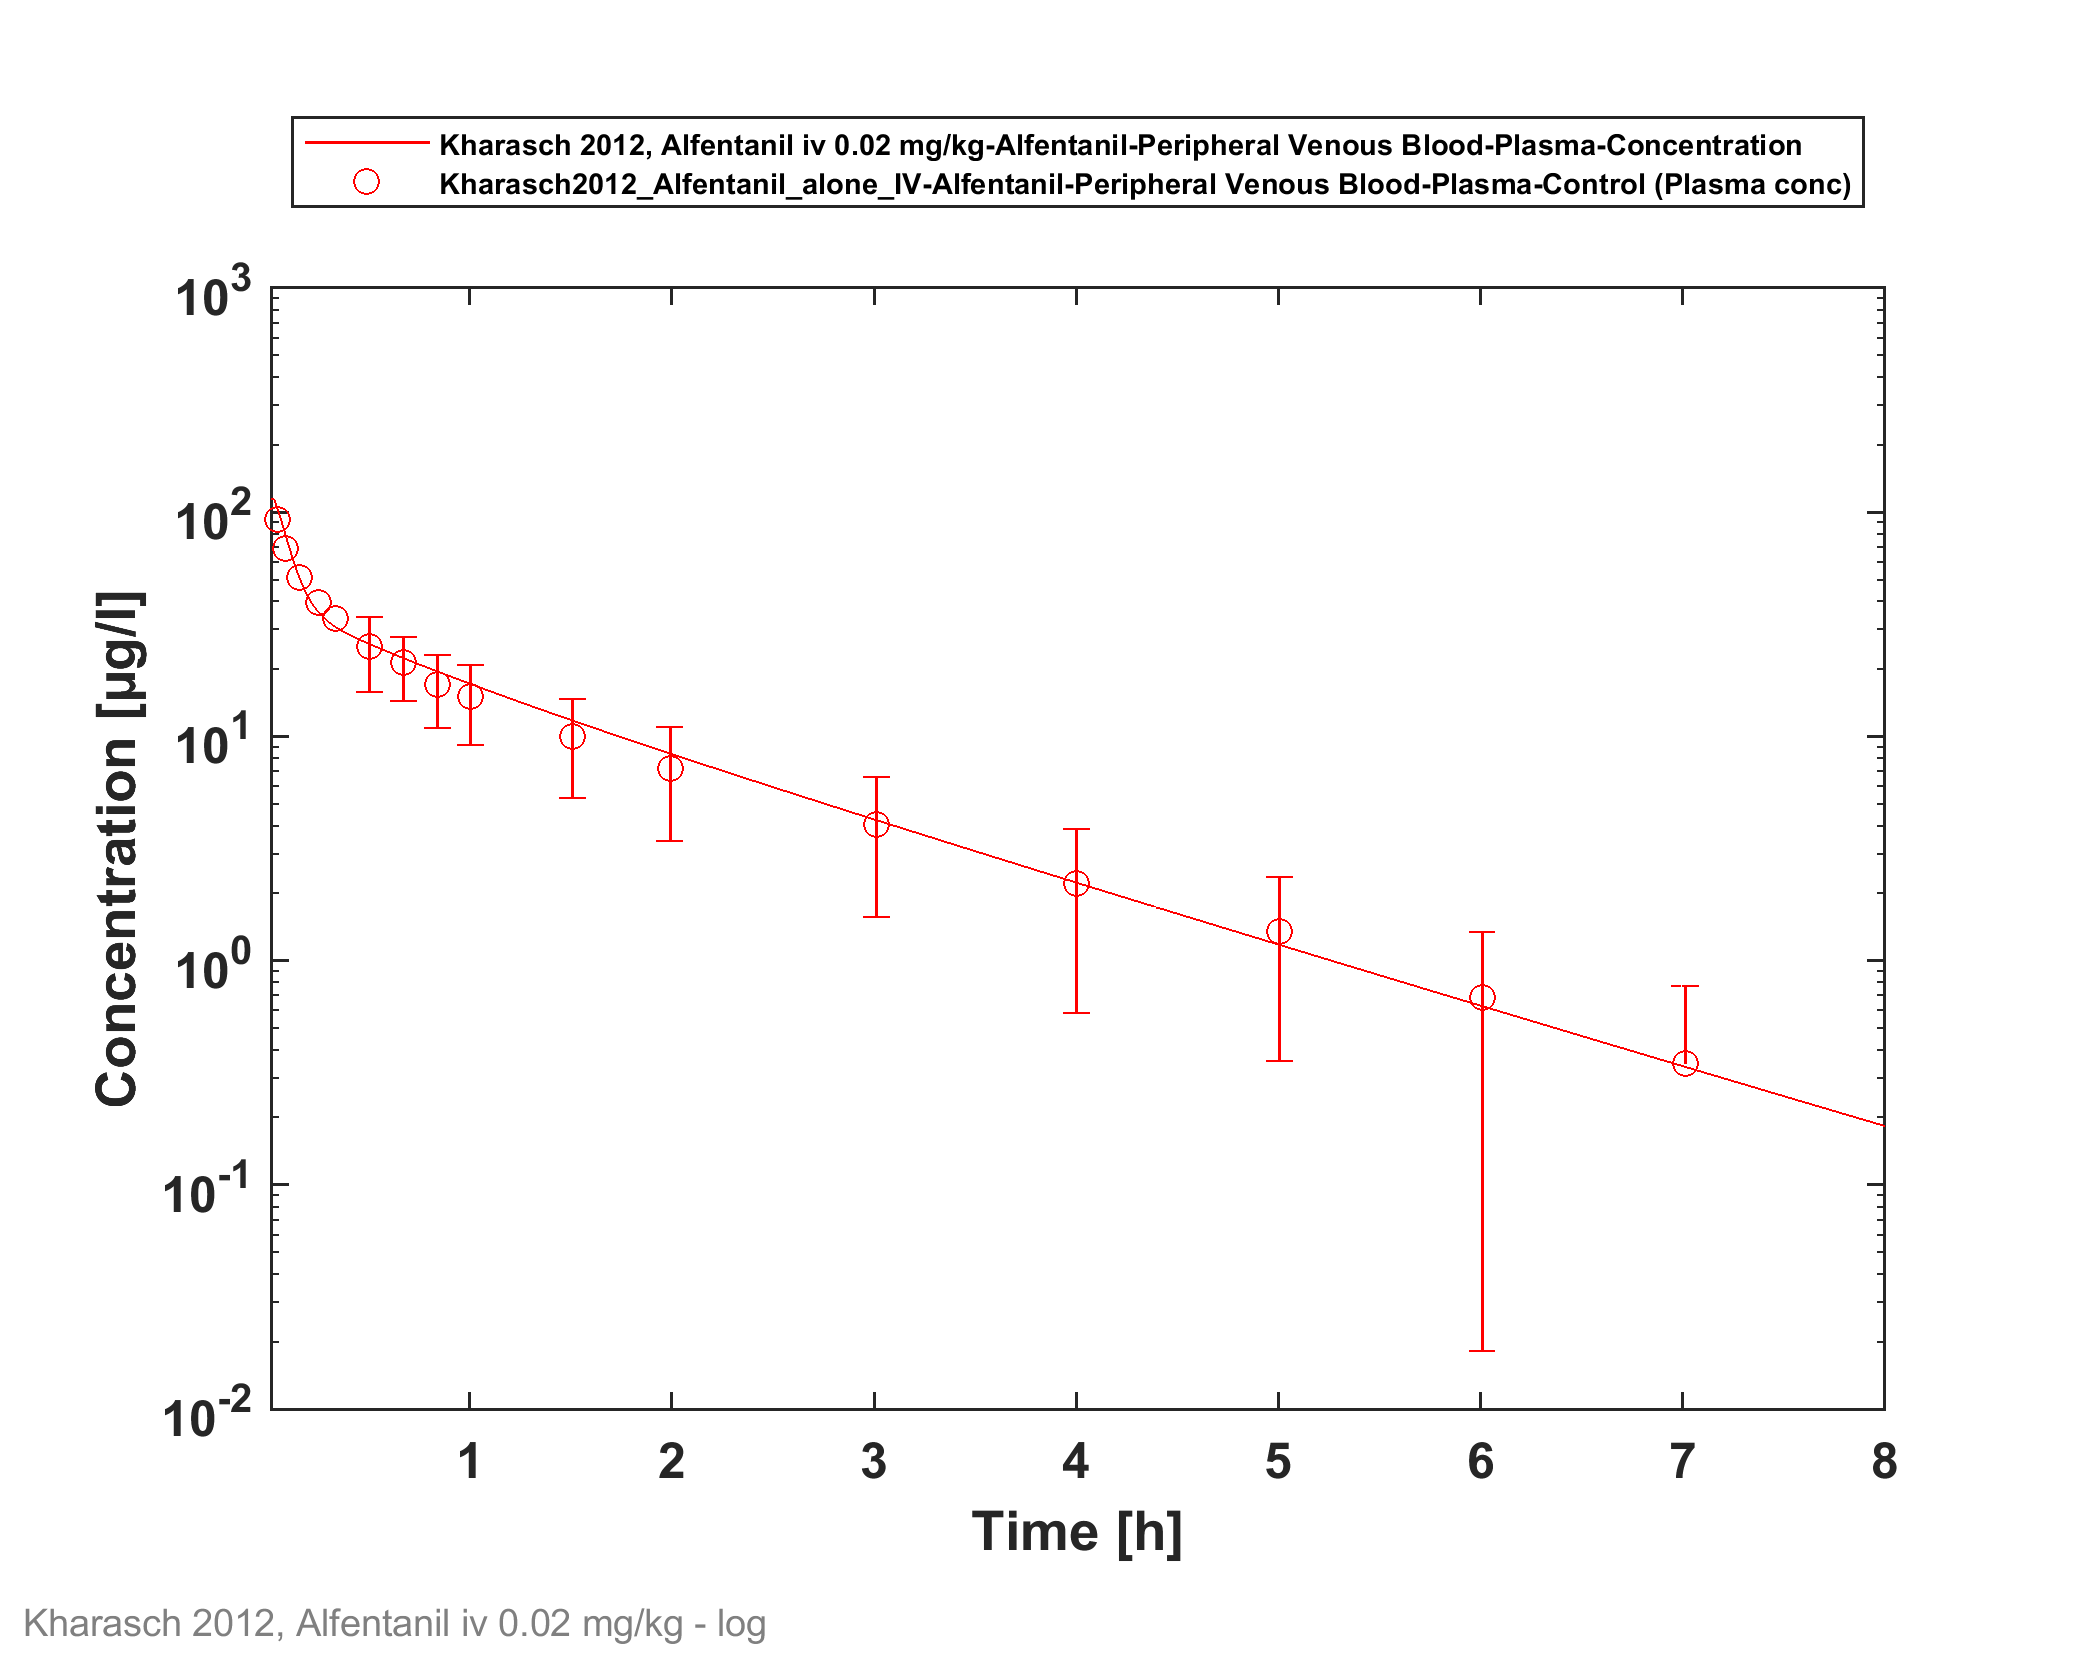 Kharasch 2012, Alfentanil iv 0.02 mg/kg-Alfentanil-Peripheral Venous Blood-Plasma-Concentration
Kharasch2012_Alfentanil_alone_IV-Alfentanil-Peripheral Venous Blood-Plasma-Control (Plasma conc)
10^3
10^2
10^1
10^0
10^-1
10^-2
Concentration [µg/l]
1 2 3 4 5 6 7 8
Time [h]
Kharasch 2012, Alfentanil iv 0.02 mg/kg - log